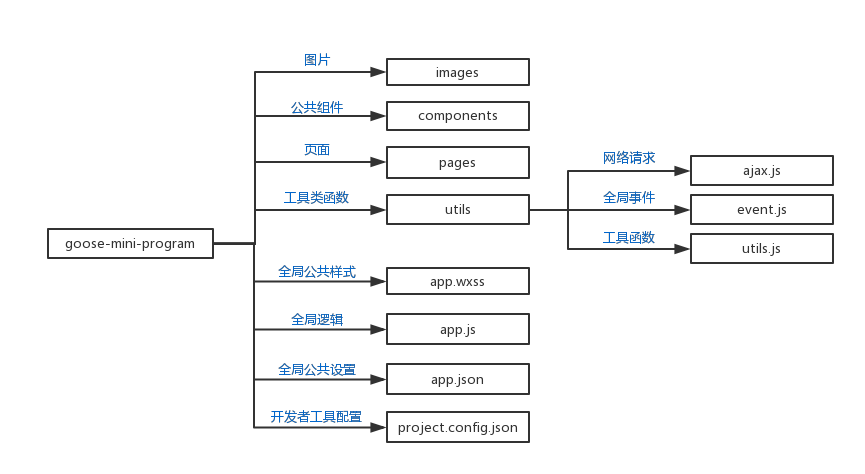 图片
images
公共组件
components
页面
pages
工具类函数
utils
网络请求
ajax.js
全局事件
event.js
工具函数
utils.js
goose-mini-program
全局公共样式
app.wxss
全局逻辑
app.js
全局公共设置
app.json
开发者工具配置
project.config.json